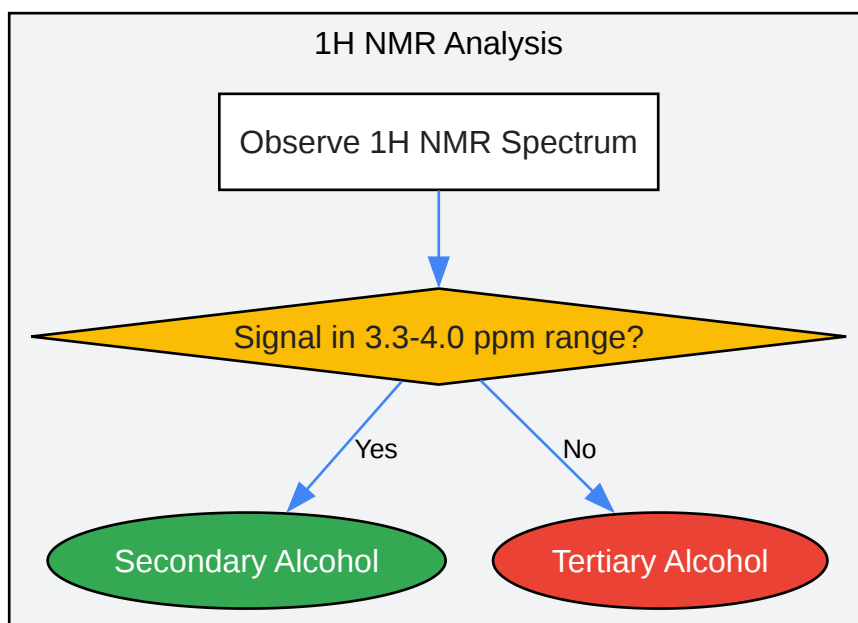 1H NMR Analysis
Observe 1H NMR Spectrum
Signal in 3.3-4.0 ppm range?
Yes
No
Secondary Alcohol
Tertiary Alcohol